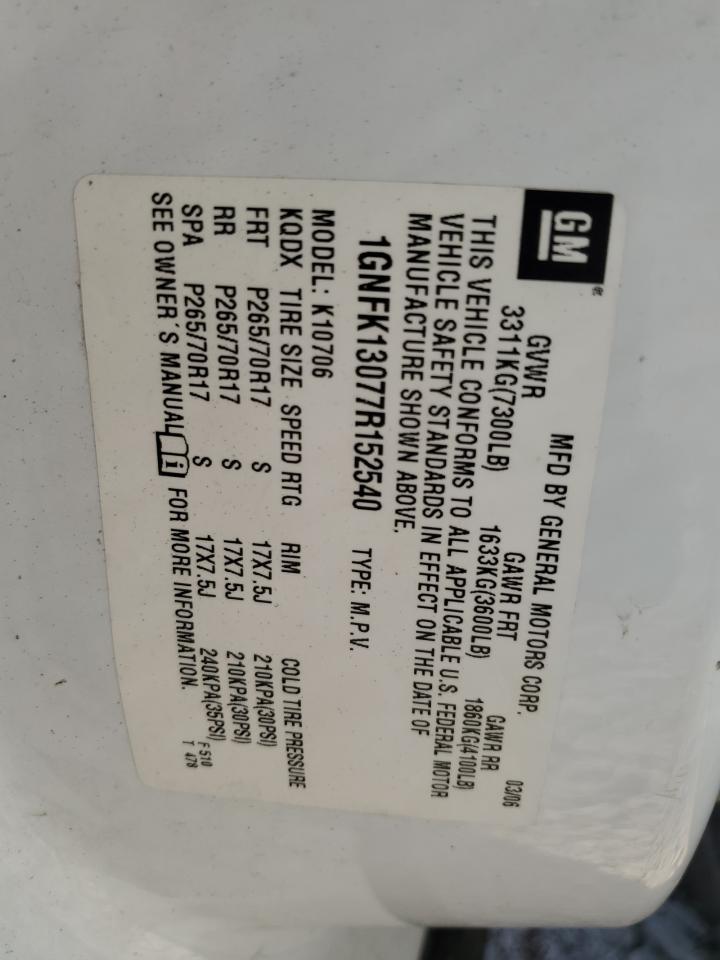 GM
®
MFD BY GENERAL MOTORS CORP. 03/06
GVWR GAWR FRT GAWR RR
3311KG(7300LB) 1633KG(3600LB) 1860KG(4100LB)
THIS VEHICLE CONFORMS TO ALL APPLICABLE U.S. FEDERAL MOTOR
VEHICLE SAFETY STANDARDS IN EFFECT ON THE DATE OF
MANUFACTURE SHOWN ABOVE.
1GNFK13077R152540 TYPE: M.P.V.
MODEL: K10706
KQDX TIRE SIZE SPEED RTG RIM COLD TIRE PRESSURE
FRT P265/70R17 S 17X7.5J 210KPA(30PSI)
RR P265/70R17 S 17X7.5J 210KPA(30PSI)
SPA P265/70R17 S 17X7.5J 240KPA(35PSI)
SEE OWNER'S MANUAL i FOR MORE INFORMATION.
F 510
T 478